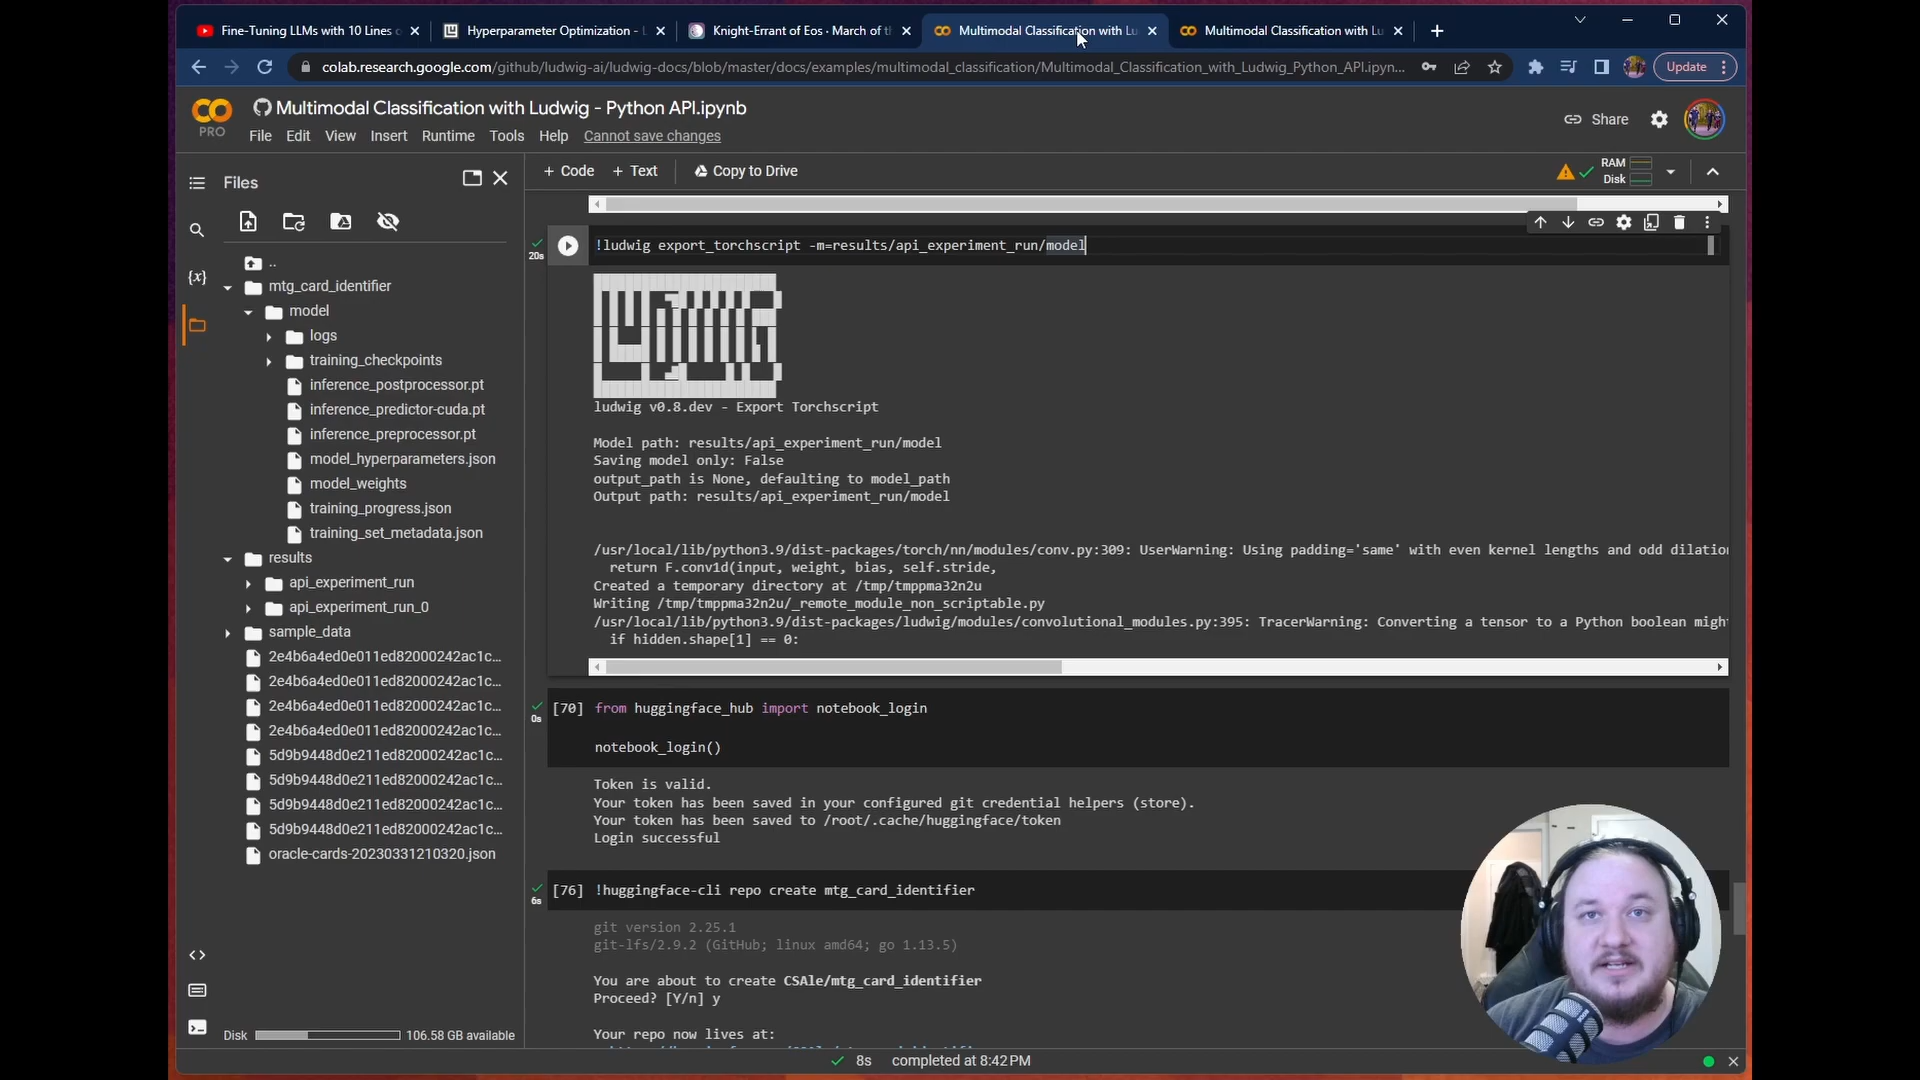 Fine-Tuning LLMs with 10 Lines o
Hyperparameter Optimization -
Knight-Errant of Eos · March of t
Multimodal Classification with Lu
Multimodal Classification with Lu
colab.research.google.com/github/ludwig-ai/ludwig-docs/blob/master/docs/examples/multimodal_classification/Multimodal_Classification_with_Ludwig_Python_API.ipyn...
Update
PRO
Multimodal Classification with Ludwig - Python API.ipynb
File Edit View Insert Runtime Tools Help Cannot save changes
Share
Files
+ Code + Text Copy to Drive
RAM
Disk
{x}
..
mtg_card_identifier
model
logs
training_checkpoints
inference_postprocessor.pt
inference_predictor-cuda.pt
inference_preprocessor.pt
model_hyperparameters.json
model_weights
training_progress.json
training_set_metadata.json
results
api_experiment_run
api_experiment_run_0
sample_data
2e4b6a4ed0e011ed82000242ac1c...
2e4b6a4ed0e011ed82000242ac1c...
2e4b6a4ed0e011ed82000242ac1c...
2e4b6a4ed0e011ed82000242ac1c...
5d9b9448d0e211ed82000242ac1c...
5d9b9448d0e211ed82000242ac1c...
5d9b9448d0e211ed82000242ac1c...
5d9b9448d0e211ed82000242ac1c...
oracle-cards-20230331210320.json
Disk 106.58 GB available
20s
!ludwig export_torchscript -m=results/api_experiment_run/model
ludwig v0.8.dev - Export Torchscript
Model path: results/api_experiment_run/model
Saving model only: False
output_path is None, defaulting to model_path
Output path: results/api_experiment_run/model
/usr/local/lib/python3.9/dist-packages/torch/nn/modules/conv.py:309: UserWarning: Using padding='same' with even kernel lengths and odd dilation
return F.conv1d(input, weight, bias, self.stride,
Created a temporary directory at /tmp/tmppma32n2u
Writing /tmp/tmppma32n2u/_remote_module_non_scriptable.py
/usr/local/lib/python3.9/dist-packages/ludwig/modules/convolutional_modules.py:395: TracerWarning: Converting a tensor to a Python boolean migh
if hidden.shape[1] == 0:
0s
[70] from huggingface_hub import notebook_login
notebook_login()
Token is valid.
Your token has been saved in your configured git credential helpers (store).
Your token has been saved to /root/.cache/huggingface/token
Login successful
6s
[76] !huggingface-cli repo create mtg_card_identifier
git version 2.25.1
git-lfs/2.9.2 (GitHub; linux amd64; go 1.13.5)
You are about to create CSAle/mtg_card_identifier
Proceed? [Y/n] y
Your repo now lives at:
8s completed at 8:42 PM